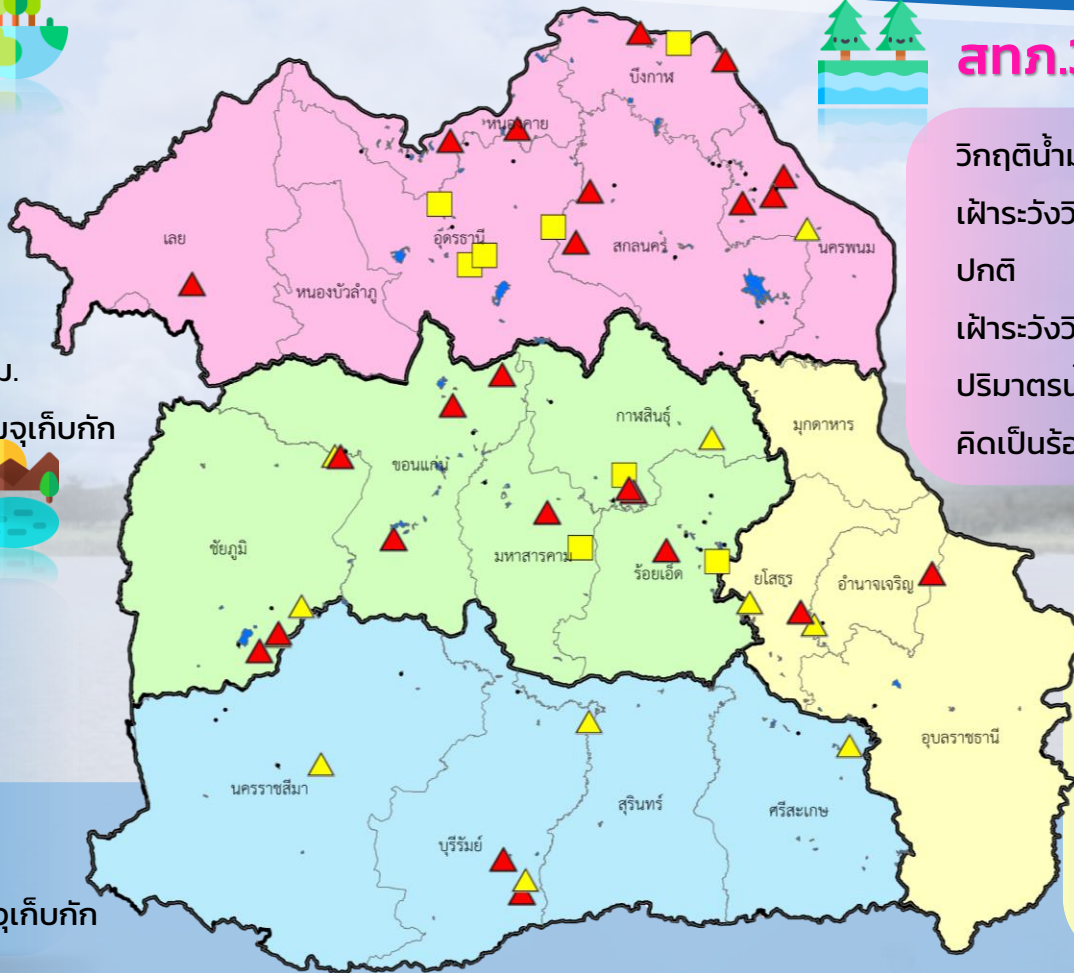 สทภ.3
วิกฤติน้ำม
เฝ้าระวังวิ
ปกติ
เฝ้าระวังวิ
ปริมาตรน้
คิดเป็นร้อ
ม.
มจุเก็บกัก
จุเก็บกัก
บึงกาฬ
หนองคาย
เลย
อุดรธานี
สกลนคร
นครพนม
หนองบัวลำภู
กาฬสินธุ์
มุกดาหาร
ขอนแก่น
ชัยภูมิ
มหาสารคาม
ร้อยเอ็ด
ยโสธร
อำนาจเจริญ
อุบลราชธานี
นครราชสีมา
บุรีรัมย์
สุรินทร์
ศรีสะเกษ